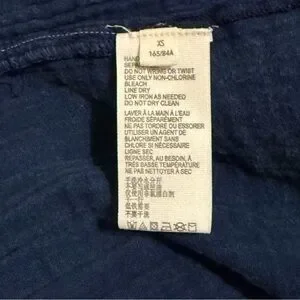 XS
165/84A
HAND
SEPA
DO NOT WRING OR TWIST
USE ONLY NON-CHLORINE
BLEACH
LINE DRY
LOW IRON AS NEEDED
DO NOT DRY CLEAN
LAVER À LA MAIN À L'EAU
FROIDE SÉPARÉMENT
NE PAS TORDRE OU ESSORER
UTILISER UN AGENT DE
BLANCHIMENT SANS
CHLORE SI NÉCESSAIRE
LIGNE SEC
REPASSER, AU BESOIN, À
TRÈS BASSE TEMPÉRATURE
NE PAS NETTOYER À SEC